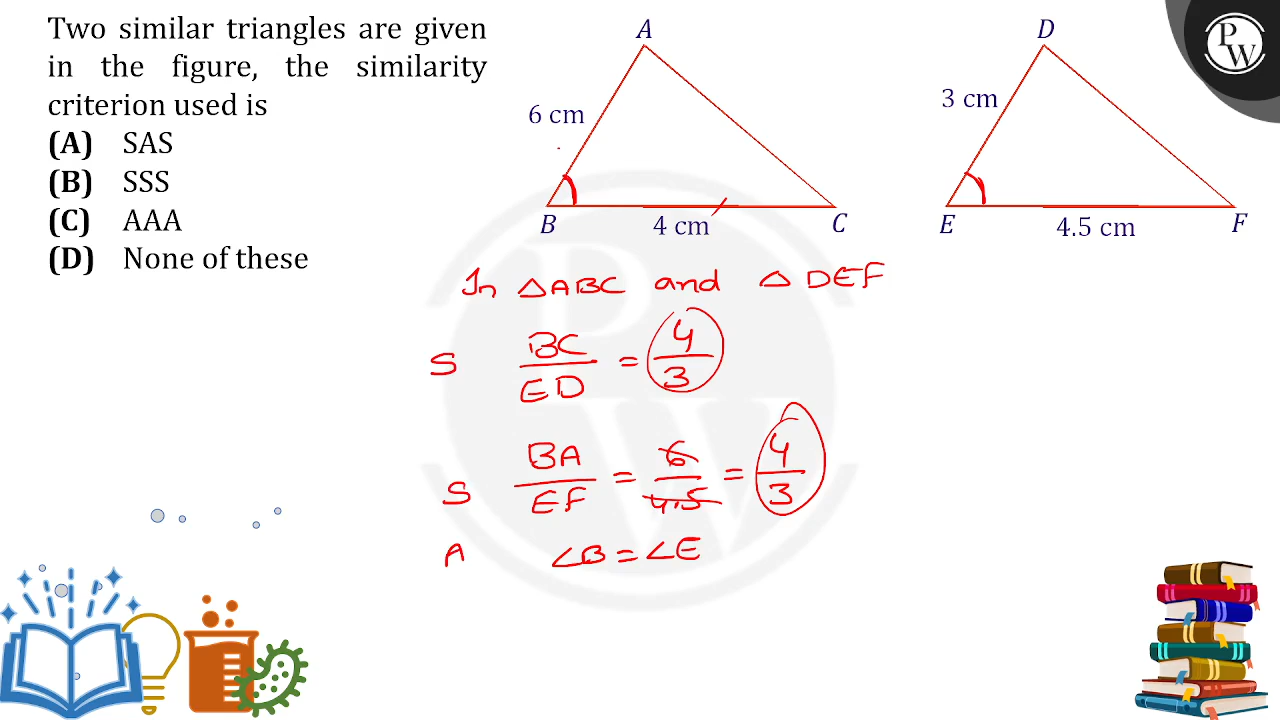 Two similar triangles are given
in the figure, the similarity
criterion used is
(A) SAS
(B) SSS
(C) AAA
(D) None of these
A
6 cm
B
4 cm
C
D
3 cm
E
4.5 cm
F
PW
In △ABC and △DEF
S BC/ED = 4/3
S BA/EF = 6/4.5 = 4/3
A ∠B = ∠E
PW